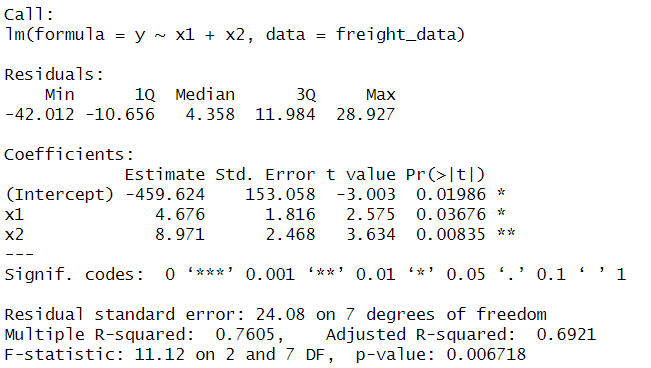 Call:
lm(formula = y ~ x1 + x2, data = freight_data)
Residuals:
Min 1Q Median 3Q Max
-42.012 -10.656 4.358 11.984 28.927
Coefficients:
Estimate Std. Error t value Pr(>|t|)
(Intercept) -459.624 153.058 -3.003 0.01986 *
x1 4.676 1.816 2.575 0.03676 *
x2 8.971 2.468 3.634 0.00835 **
---
Signif. codes: 0 ‘***’ 0.001 ‘**’ 0.01 ‘*’ 0.05 ‘.’ 0.1 ‘ ’ 1
Residual standard error: 24.08 on 7 degrees of freedom
Multiple R-squared: 0.7605, Adjusted R-squared: 0.6921
F-statistic: 11.12 on 2 and 7 DF, p-value: 0.006718